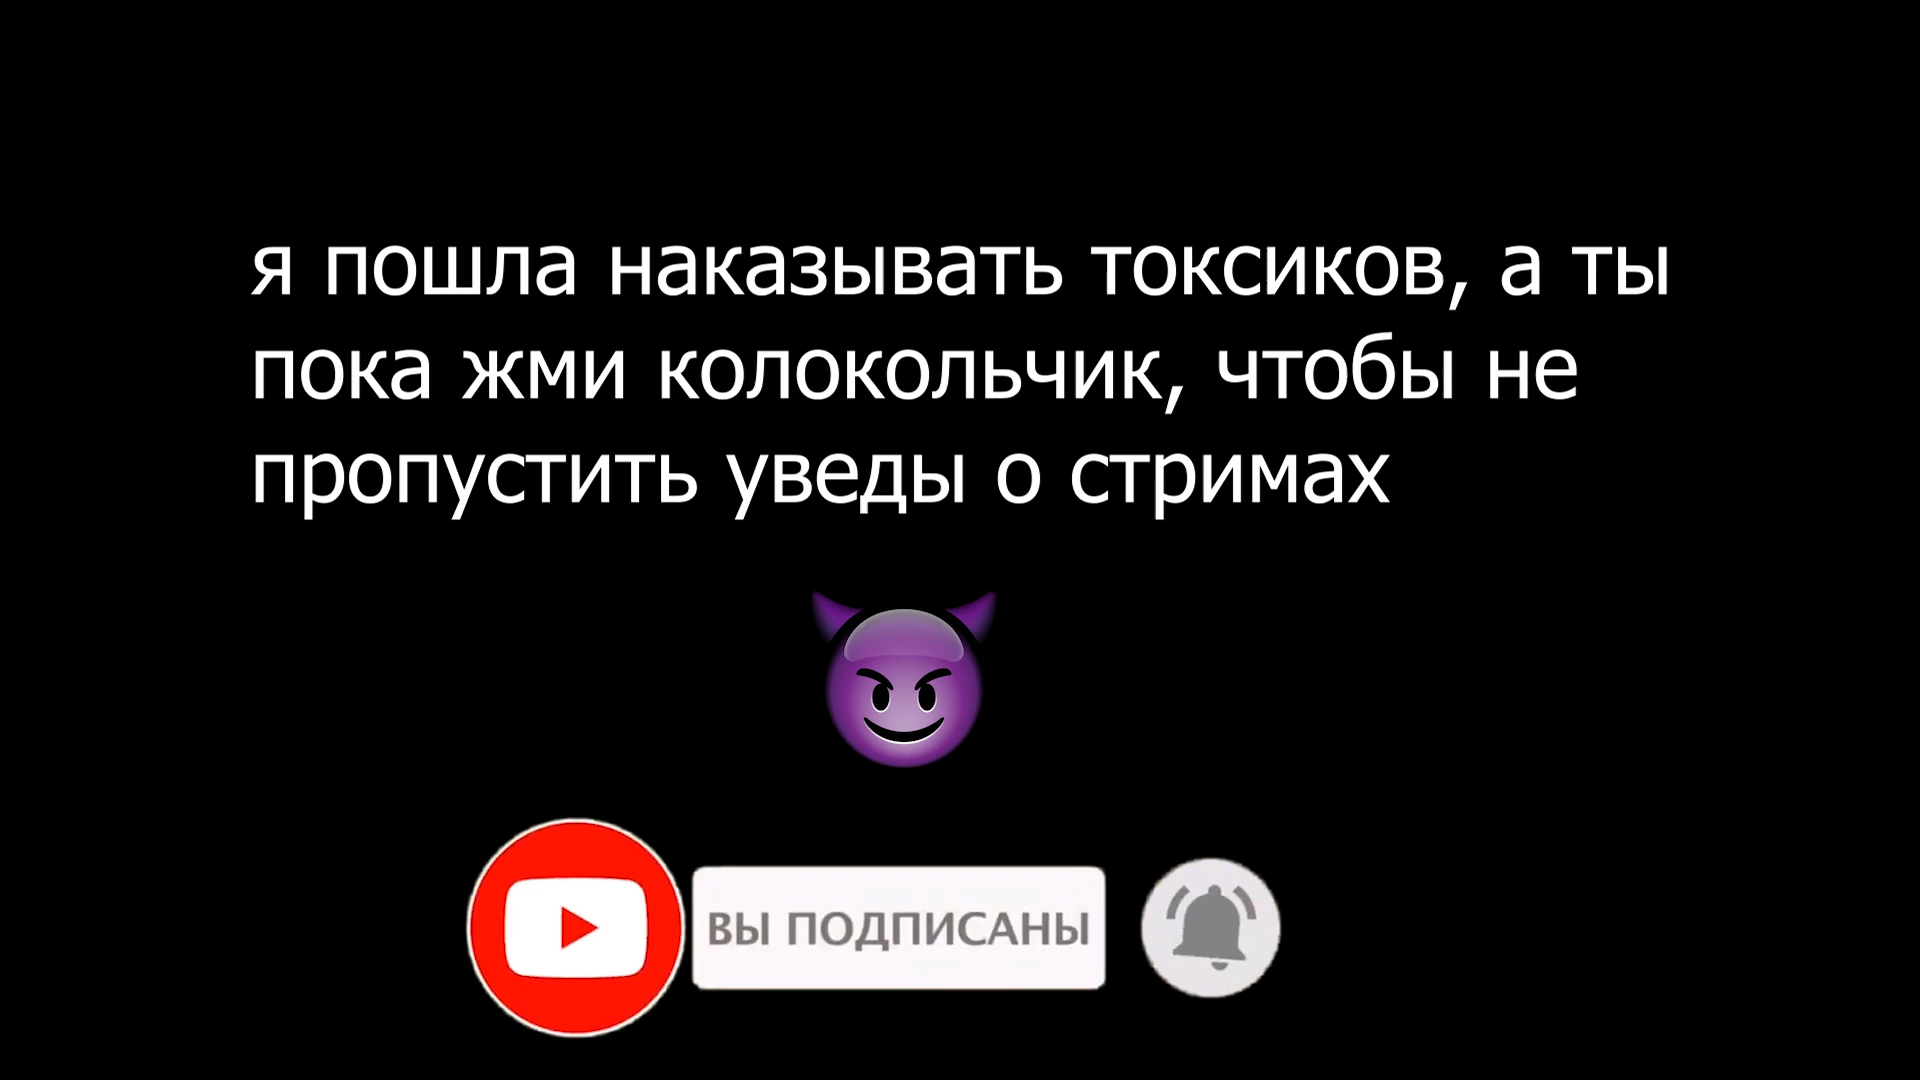 я пошла наказывать токсиков, а ты
пока жми колокольчик, чтобы не
пропустить уведы о стримах
ВЫ ПОДПИСАНЫ